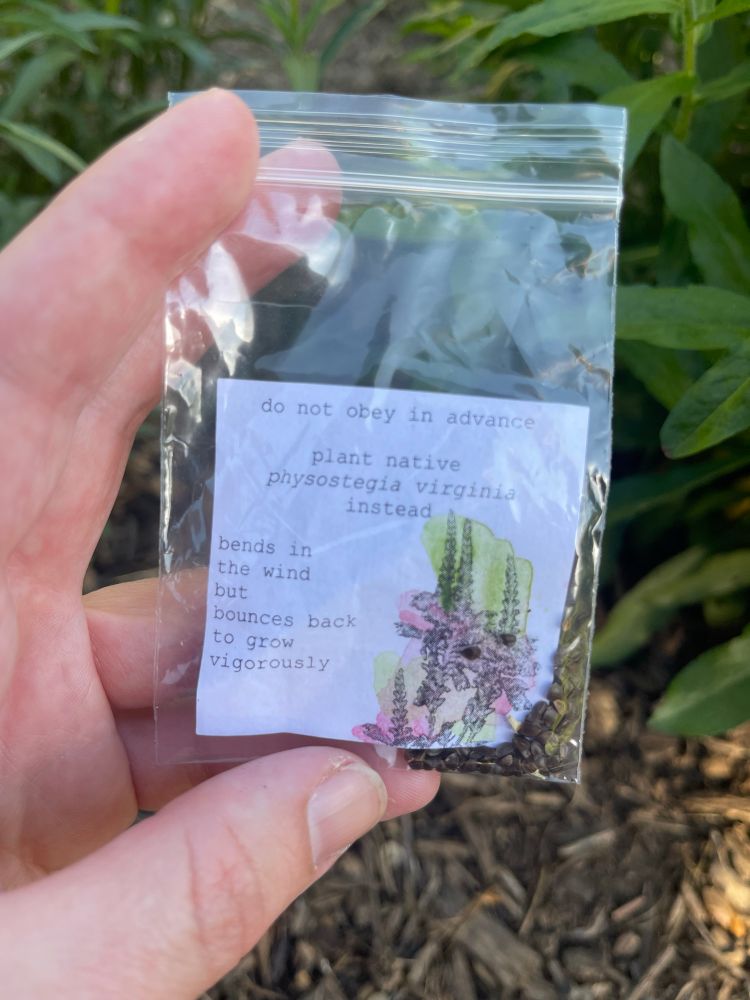 do not obey in advance
plant native
physostegia virginia
instead
bends in
the wind
but
bounces back
to grow
vigorously